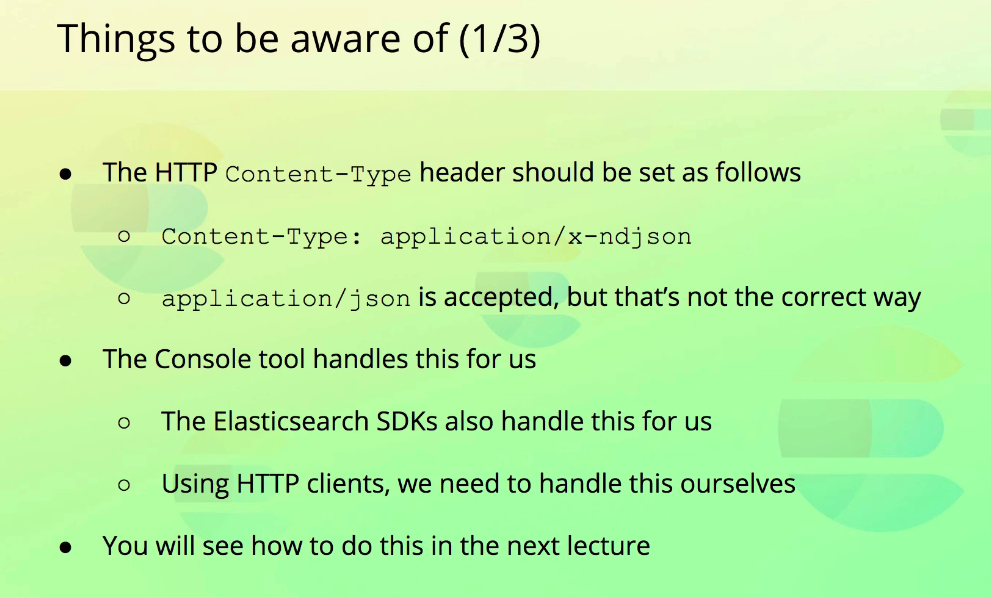 Things to be aware of (1/3)
● The HTTP Content-Type header should be set as follows
○ Content-Type: application/x-ndjson
○ application/json is accepted, but that’s not the correct way
● The Console tool handles this for us
○ The Elasticsearch SDKs also handle this for us
○ Using HTTP clients, we need to handle this ourselves
● You will see how to do this in the next lecture